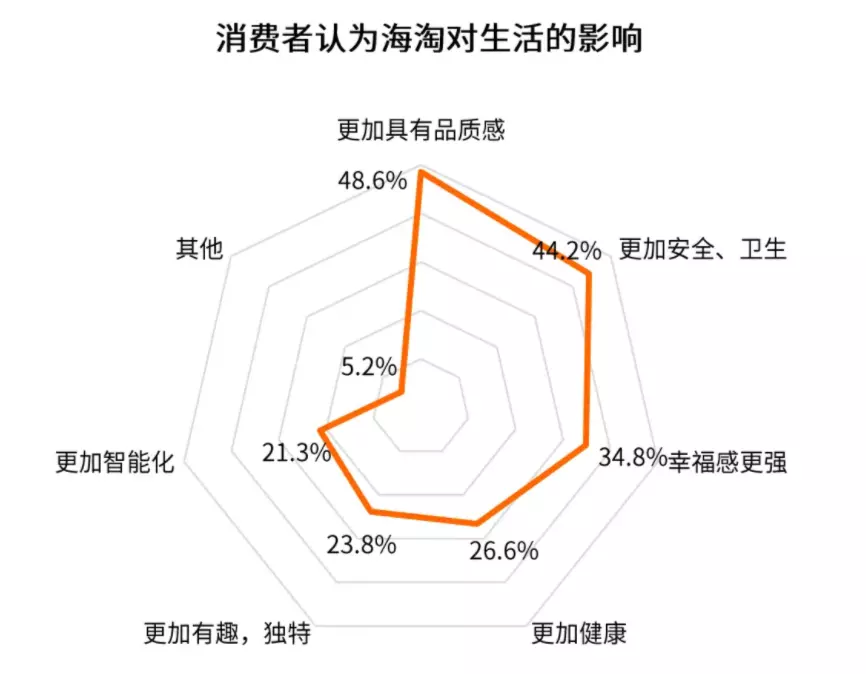 消费者认为海淘对生活的影响
更加具有品质感
48.6%
其他
44.2%
更加安全、卫生
5.2%
更加智能化
21.3%
34.8%
幸福感更强
23.8%
26.6%
更加有趣，独特
更加健康